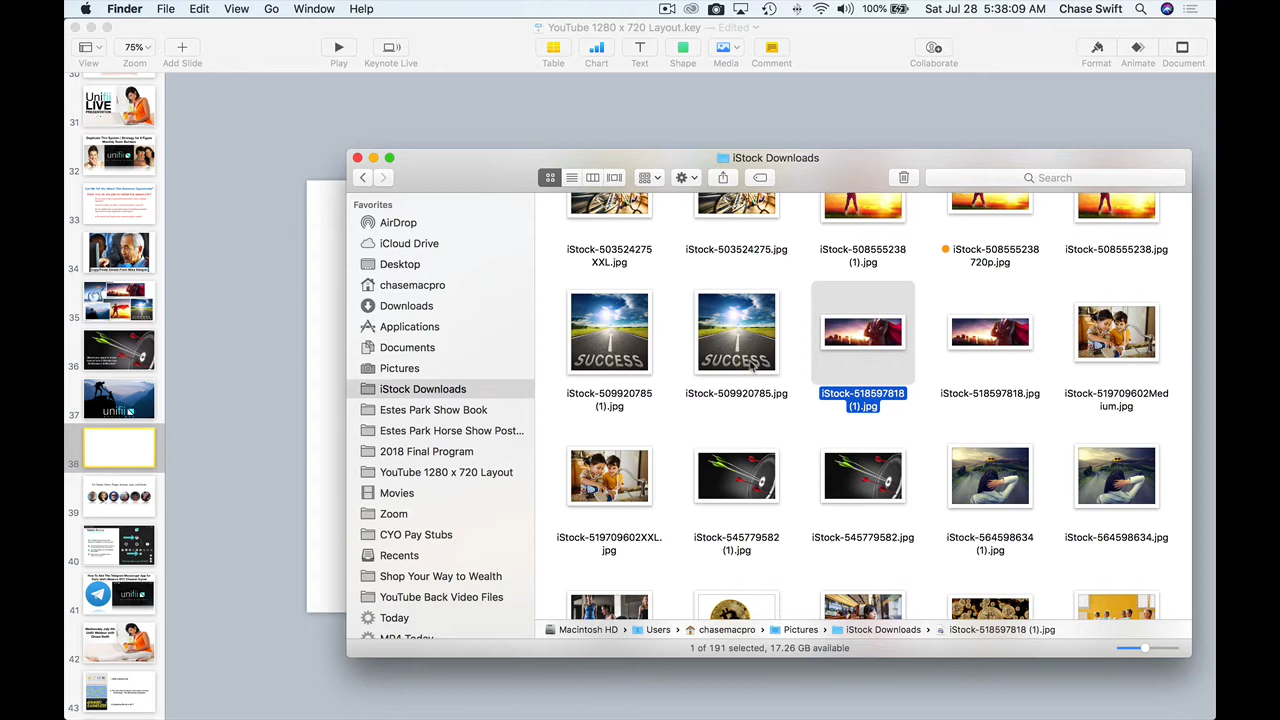 Finder File Edit View Go Window Help
100% Sat Jul 28 5:38:09 AM Chase Swift
YouTube 1280 x 720 Layout.key — Edited
75%
View Zoom Add Slide
Play Keynote Live
Table Chart Text Shape Media Comment
Collaborate
Format Animate Document
30
Unifii
LIVE
PRESENTATION
31
unifii
32
33
34
35
36
unifii
37
38
39
40
unifii
41
42
43
iStock Downloads
Search
Favorites
AirDrop
iCloud Drive
Desktop
chasemacpro
Downloads
Applications
Documents
Pictures
iStock Downloads
Estes Park Show Book
Estes Park Horse Show Post...
2018 Final Program
YouTube 1280 x 720 Layout
Movies
Zoom
CYO Pay Stubs
Recents
Ship Your Way to Wealth
YouTube Back Video Files
Today
iStock-503524275
XXL.jpg
iStock-503524275.jpg
iStock-508555238
(1).jpg
iStock-508555238
720p.jpg
iStock-508555238.jpg
SUCCESS
SUCCESS
iStock-509920785
(1).jpg
iStock-509920785.jpg
iStock-518597818
(1).jpg
iStock-518597818.jpg
iStock-519709602Med
ium.jpg
iStock-519709602XXL.
jpg
iStock-545779582
(1).jpg
iStock-545779582.jpg
iStock-564598634
(1).jpg
iStock-564598634.jpg
Macintosh HD Users chasemacpro iStock Downloads iStock-518597818 (1).jpg
1 of 191 selected, 17.26 GB available